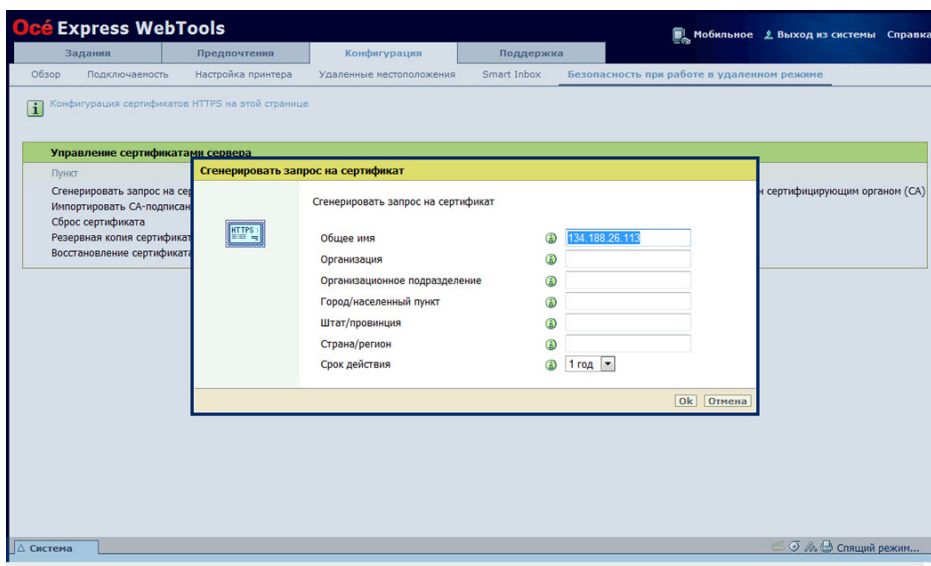 Océ Express WebTools
Мобильное Выход из системы Справка
Задания Предпочтения Конфигурация Поддержка
Обзор Подключаемость Настройка принтера Удаленные местоположения Smart Inbox Безопасность при работе в удаленном режиме
Конфигурация сертификатов HTTPS на этой странице
Управление сертификатами сервера
Пункт
Сгенерировать запрос на
сертифицирующим органом (CA)
Импортировать
Сброс сертификата
Резервная копия
Восстановление сертификата
Сгенерировать запрос на сертификат
HTTPS
Сгенерировать запрос на сертификат
Общее имя 134.188.26.113
Организация
Организационное подразделение
Город/населенный пункт
Штат/провинция
Страна/регион
Срок действия 1 год
Ok Отмена
Система Спящий режим...